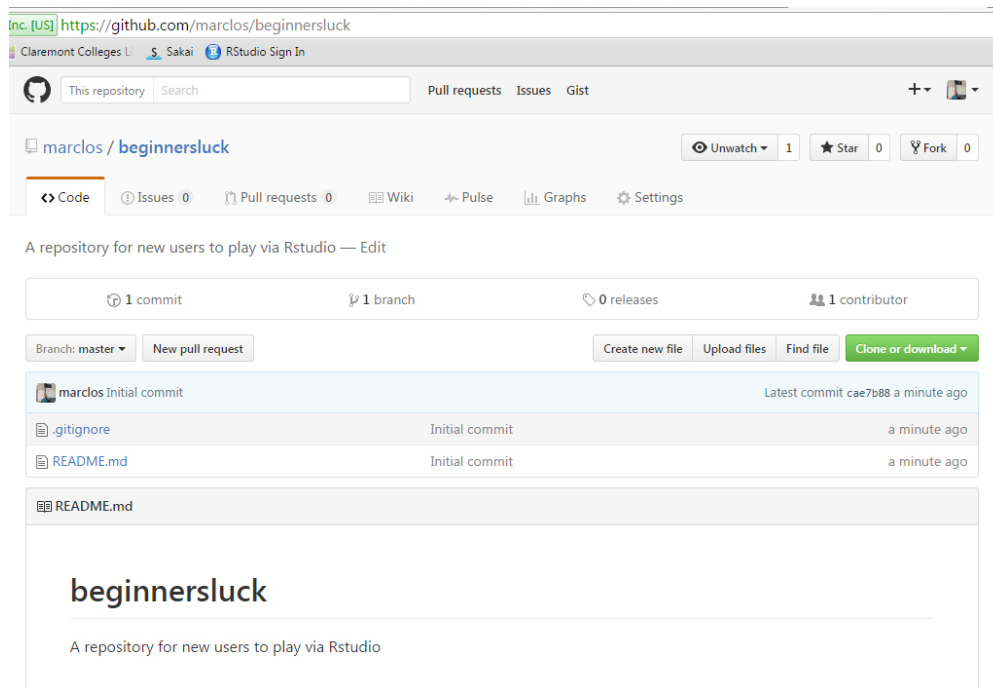 Inc. [US] https://github.com/marclos/beginnersluck
Claremont Colleges Li S Sakai R RStudio Sign In
This repository Search Pull requests Issues Gist
marclos / beginnersluck Unwatch 1 Star 0 Fork 0
Code Issues 0 Pull requests 0 Wiki Pulse Graphs Settings
A repository for new users to play via Rstudio — Edit
1 commit 1 branch 0 releases 1 contributor
Branch: master New pull request Create new file Upload files Find file Clone or download
marclos Initial commit Latest commit cae7b88 a minute ago
.gitignore Initial commit a minute ago
README.md Initial commit a minute ago
README.md
beginnersluck
A repository for new users to play via Rstudio